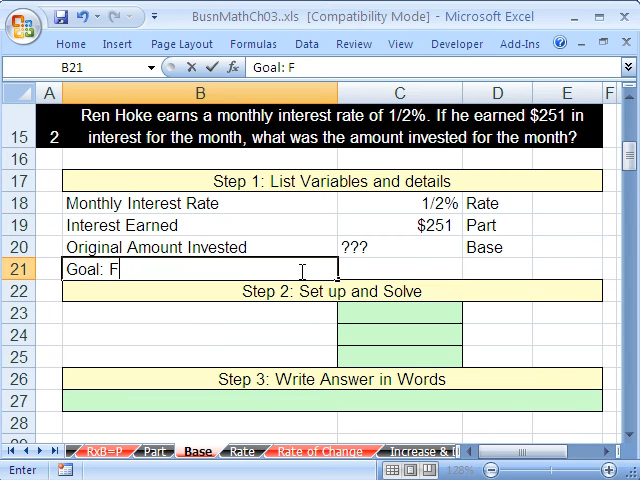 BusnMathCh03..xls [Compatibility Mode] - Microsoft Excel
Home Insert Page Layout Formulas Data Review View Developer Add-Ins
B21 Goal: F
A B C D E F
15 2 Ren Hoke earns a monthly interest rate of 1/2%. If he earned $251 in
interest for the month, what was the amount invested for the month?
16
17 Step 1: List Variables and details
18 Monthly Interest Rate 1/2% Rate
19 Interest Earned $251 Part
20 Original Amount Invested ??? Base
21 Goal: F
22 Step 2: Set up and Solve
23
24
25
26 Step 3: Write Answer in Words
27
28
RxB=P Part Base Rate Rate of Change Increase &
Enter 128%